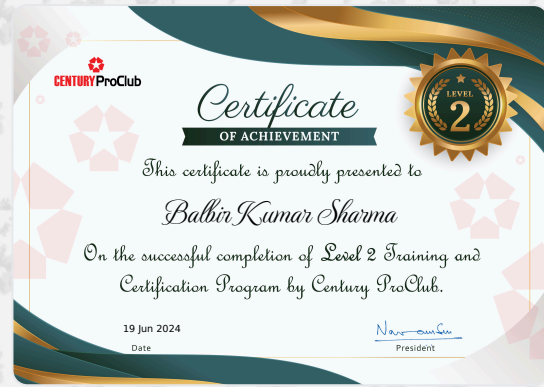 CENTURY ProClub
Certificate
OF ACHIEVEMENT
LEVEL
2
This certificate is proudly presented to
Balbir Kumar Sharma
On the successful completion of Level 2 Training and
Certification Program by Century ProClub.
19 Jun 2024
Date
President